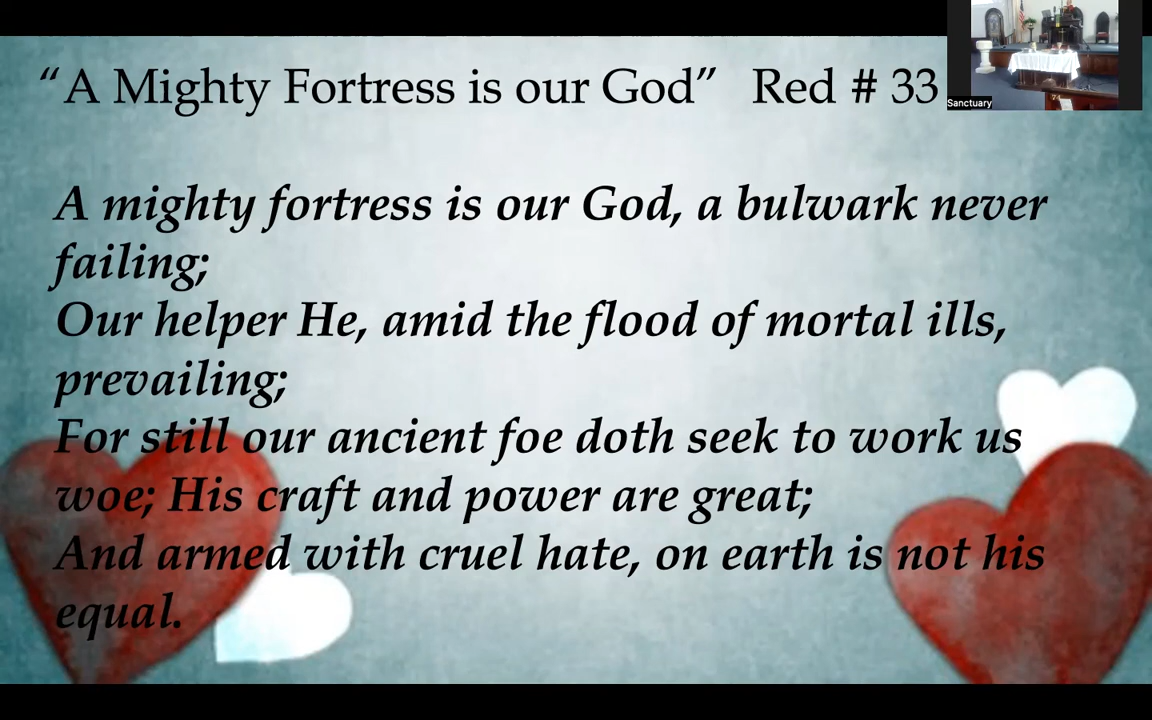 “A Mighty Fortress is our God” Red # 33
Sanctuary
A mighty fortress is our God, a bulwark never
failing;
Our helper He, amid the flood of mortal ills,
prevailing;
For still our ancient foe doth seek to work us
woe; His craft and power are great;
And armed with cruel hate, on earth is not his
equal.